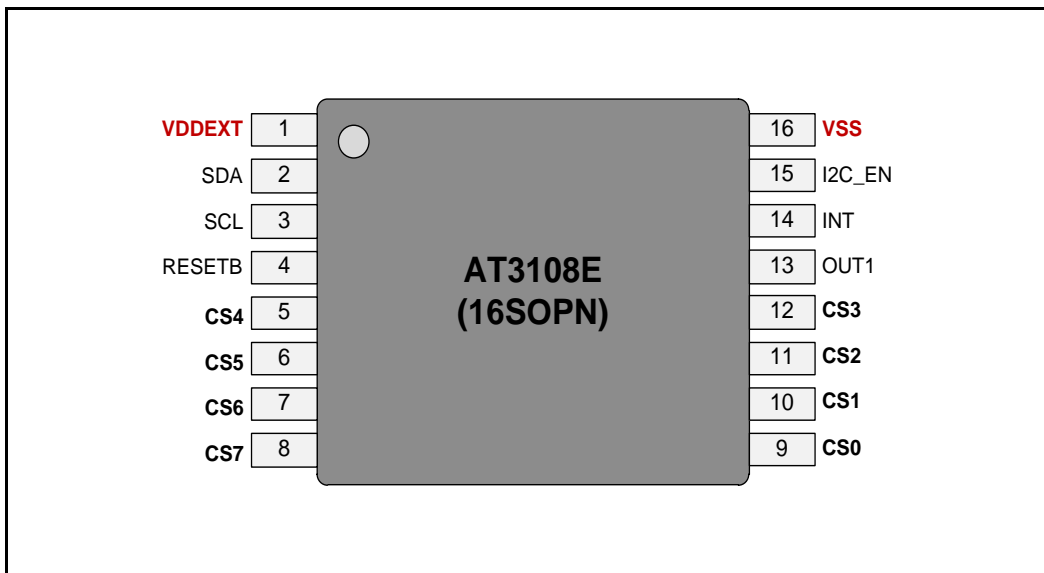 VDDEXT 1 16 VSS
SDA 2 15 I2C_EN
SCL 3 14 INT
RESETB 4 13 OUT1
CS4 5 12 CS3
CS5 6 11 CS2
CS6 7 10 CS1
CS7 8 9 CS0
AT3108E
(16SOPN)